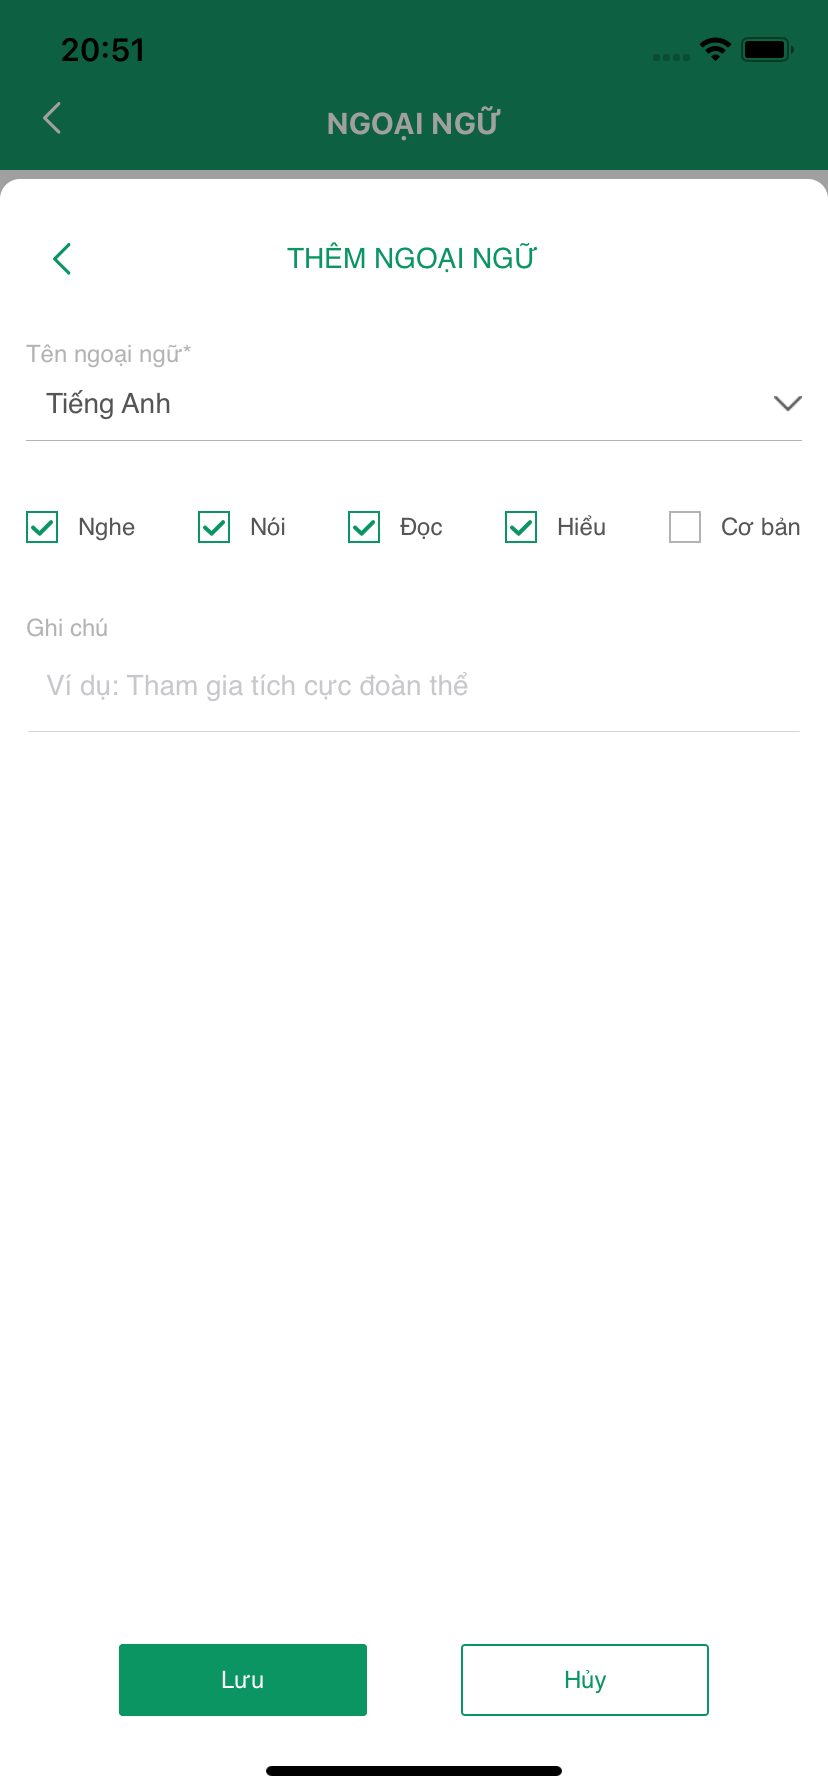 20:51
NGOẠI NGỮ
THÊM NGOẠI NGỮ
Tên ngoại ngữ*
Tiếng Anh
Nghe Nói Đọc Hiểu Cơ bản
Ghi chú
Ví dụ: Tham gia tích cực đoàn thể
Lưu Hủy